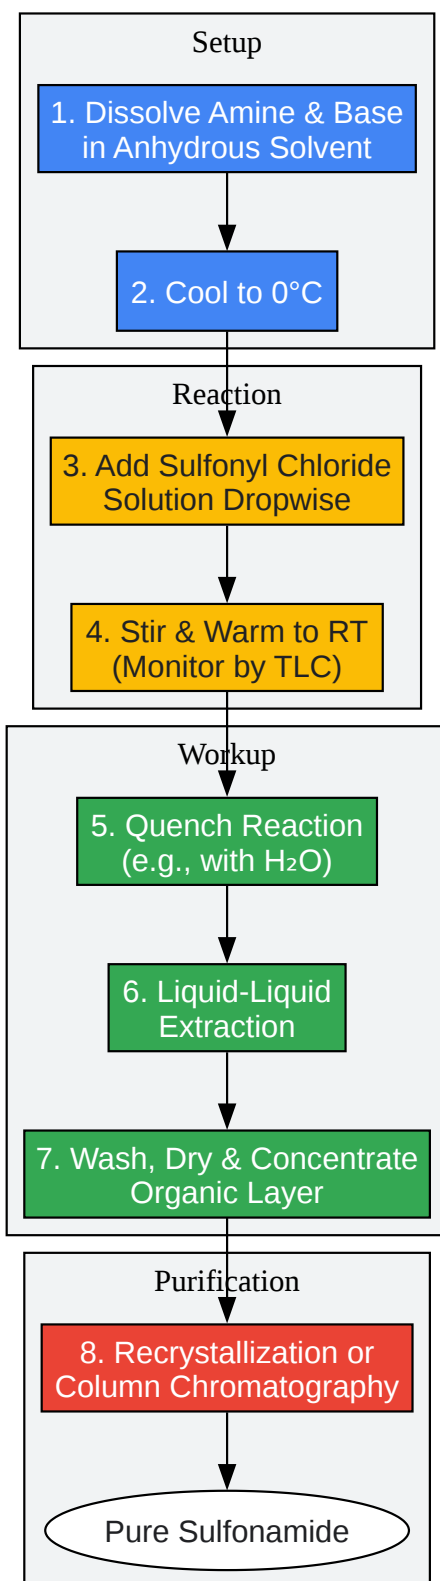 Setup
1. Dissolve Amine & Base
in Anhydrous Solvent
2. Cool to 0°C
Reaction
3. Add Sulfonyl Chloride
Solution Dropwise
4. Stir & Warm to RT
(Monitor by TLC)
Workup
5. Quench Reaction
(e.g., with H₂O)
6. Liquid-Liquid
Extraction
7. Wash, Dry & Concentrate
Organic Layer
Purification
8. Recrystallization or
Column Chromatography
Pure Sulfonamide